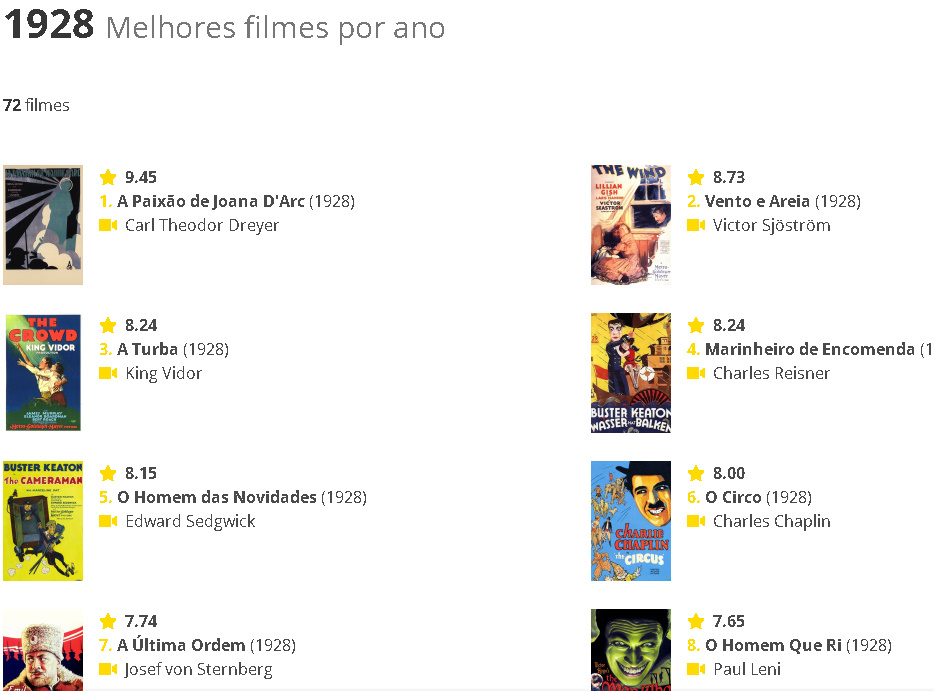 1928 Melhores filmes por ano
72 filmes
9.45
1. A Paixão de Joana D'Arc (1928)
Carl Theodor Dreyer
THE WIND
LILLIAN
GISH
VICTOR
SEASTROM
8.73
2. Vento e Areia (1928)
Victor Sjöström
THE
CROWD
KING VIDOR
8.24
3. A Turba (1928)
King Vidor
BUSTER KEATON
WASSER HAT BALKEN
8.24
4. Marinheiro de Encomenda (1
Charles Reisner
BUSTER KEATON
The CAMERAMAN
8.15
5. O Homem das Novidades (1928)
Edward Sedgwick
CHARLIE
CHAPLIN
THE CIRCUS
8.00
6. O Circo (1928)
Charles Chaplin
Emil
7.74
7. A Última Ordem (1928)
Josef von Sternberg
7.65
8. O Homem Que Ri (1928)
Paul Leni